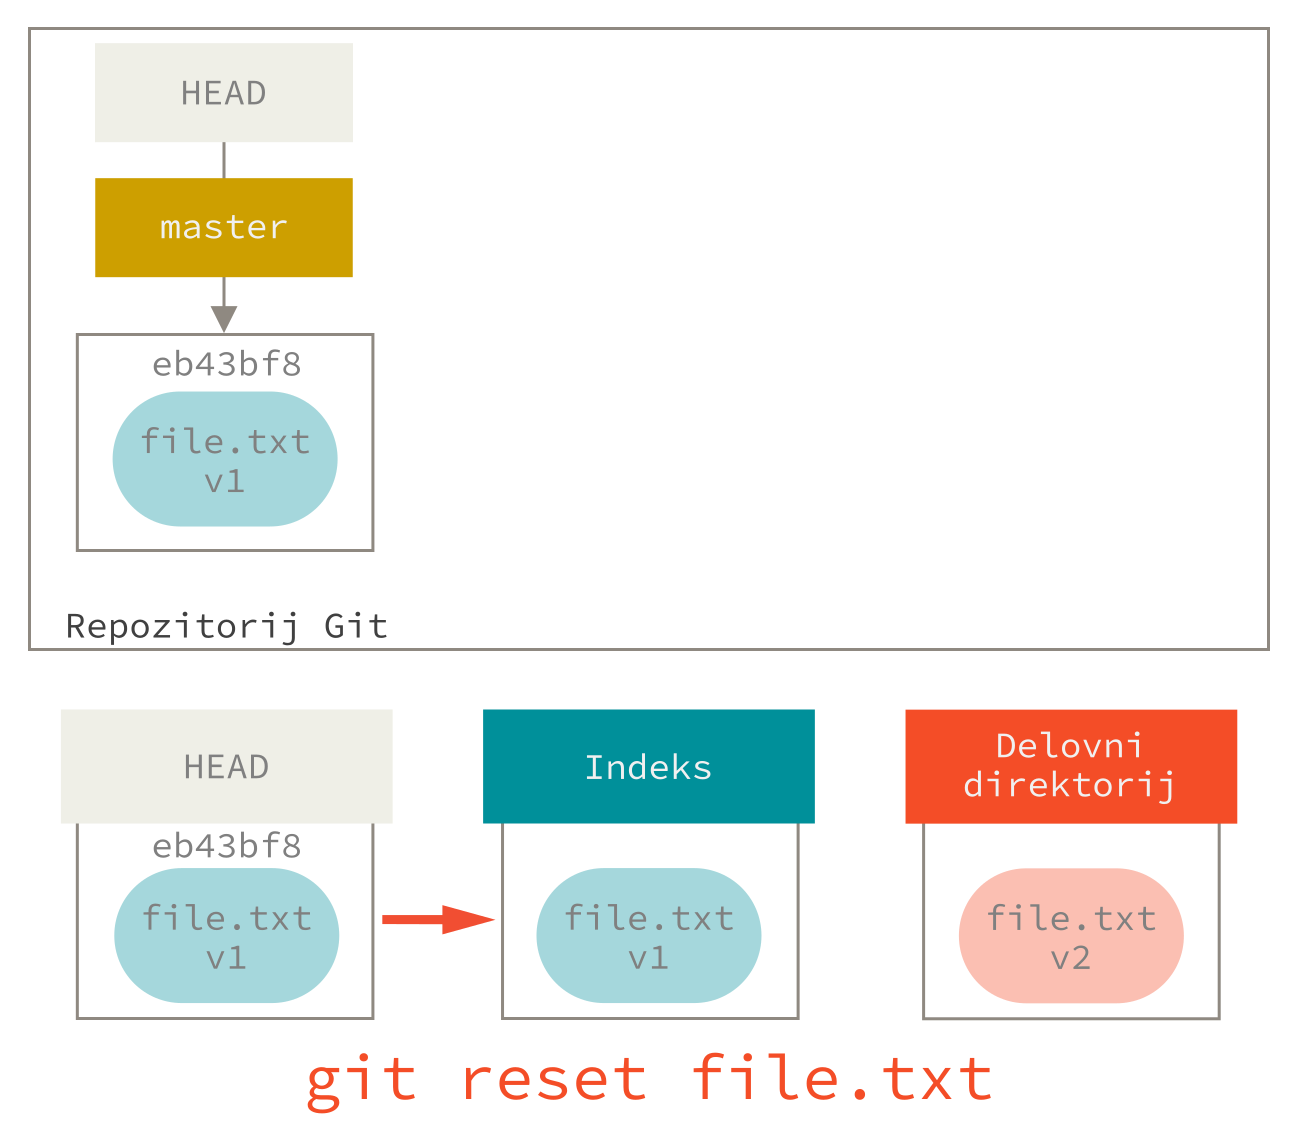 HEAD
master
eb43bf8
file.txt
v1
Repozitorij Git
HEAD
Indeks
Delovni
direktorij
eb43bf8
file.txt
v1
file.txt
v1
file.txt
v2
git reset file.txt